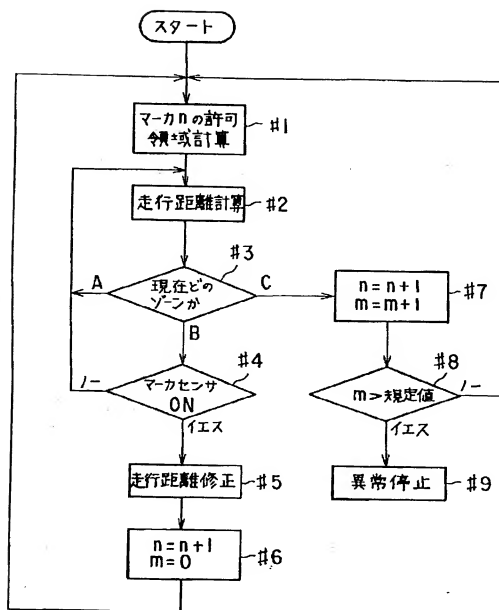 スタート
マーカnの許可
領域計算
#1
走行距離計算
#2
#3
A
現在どの
ゾーンか
C
B
n=n+1
m=m+1
#7
#4
ノー
マーカセンサ
ON
イエス
#8
m>規定値
ノー
イエス
走行距離修正
#5
異常停止
#9
n=n+1
m=0
#6